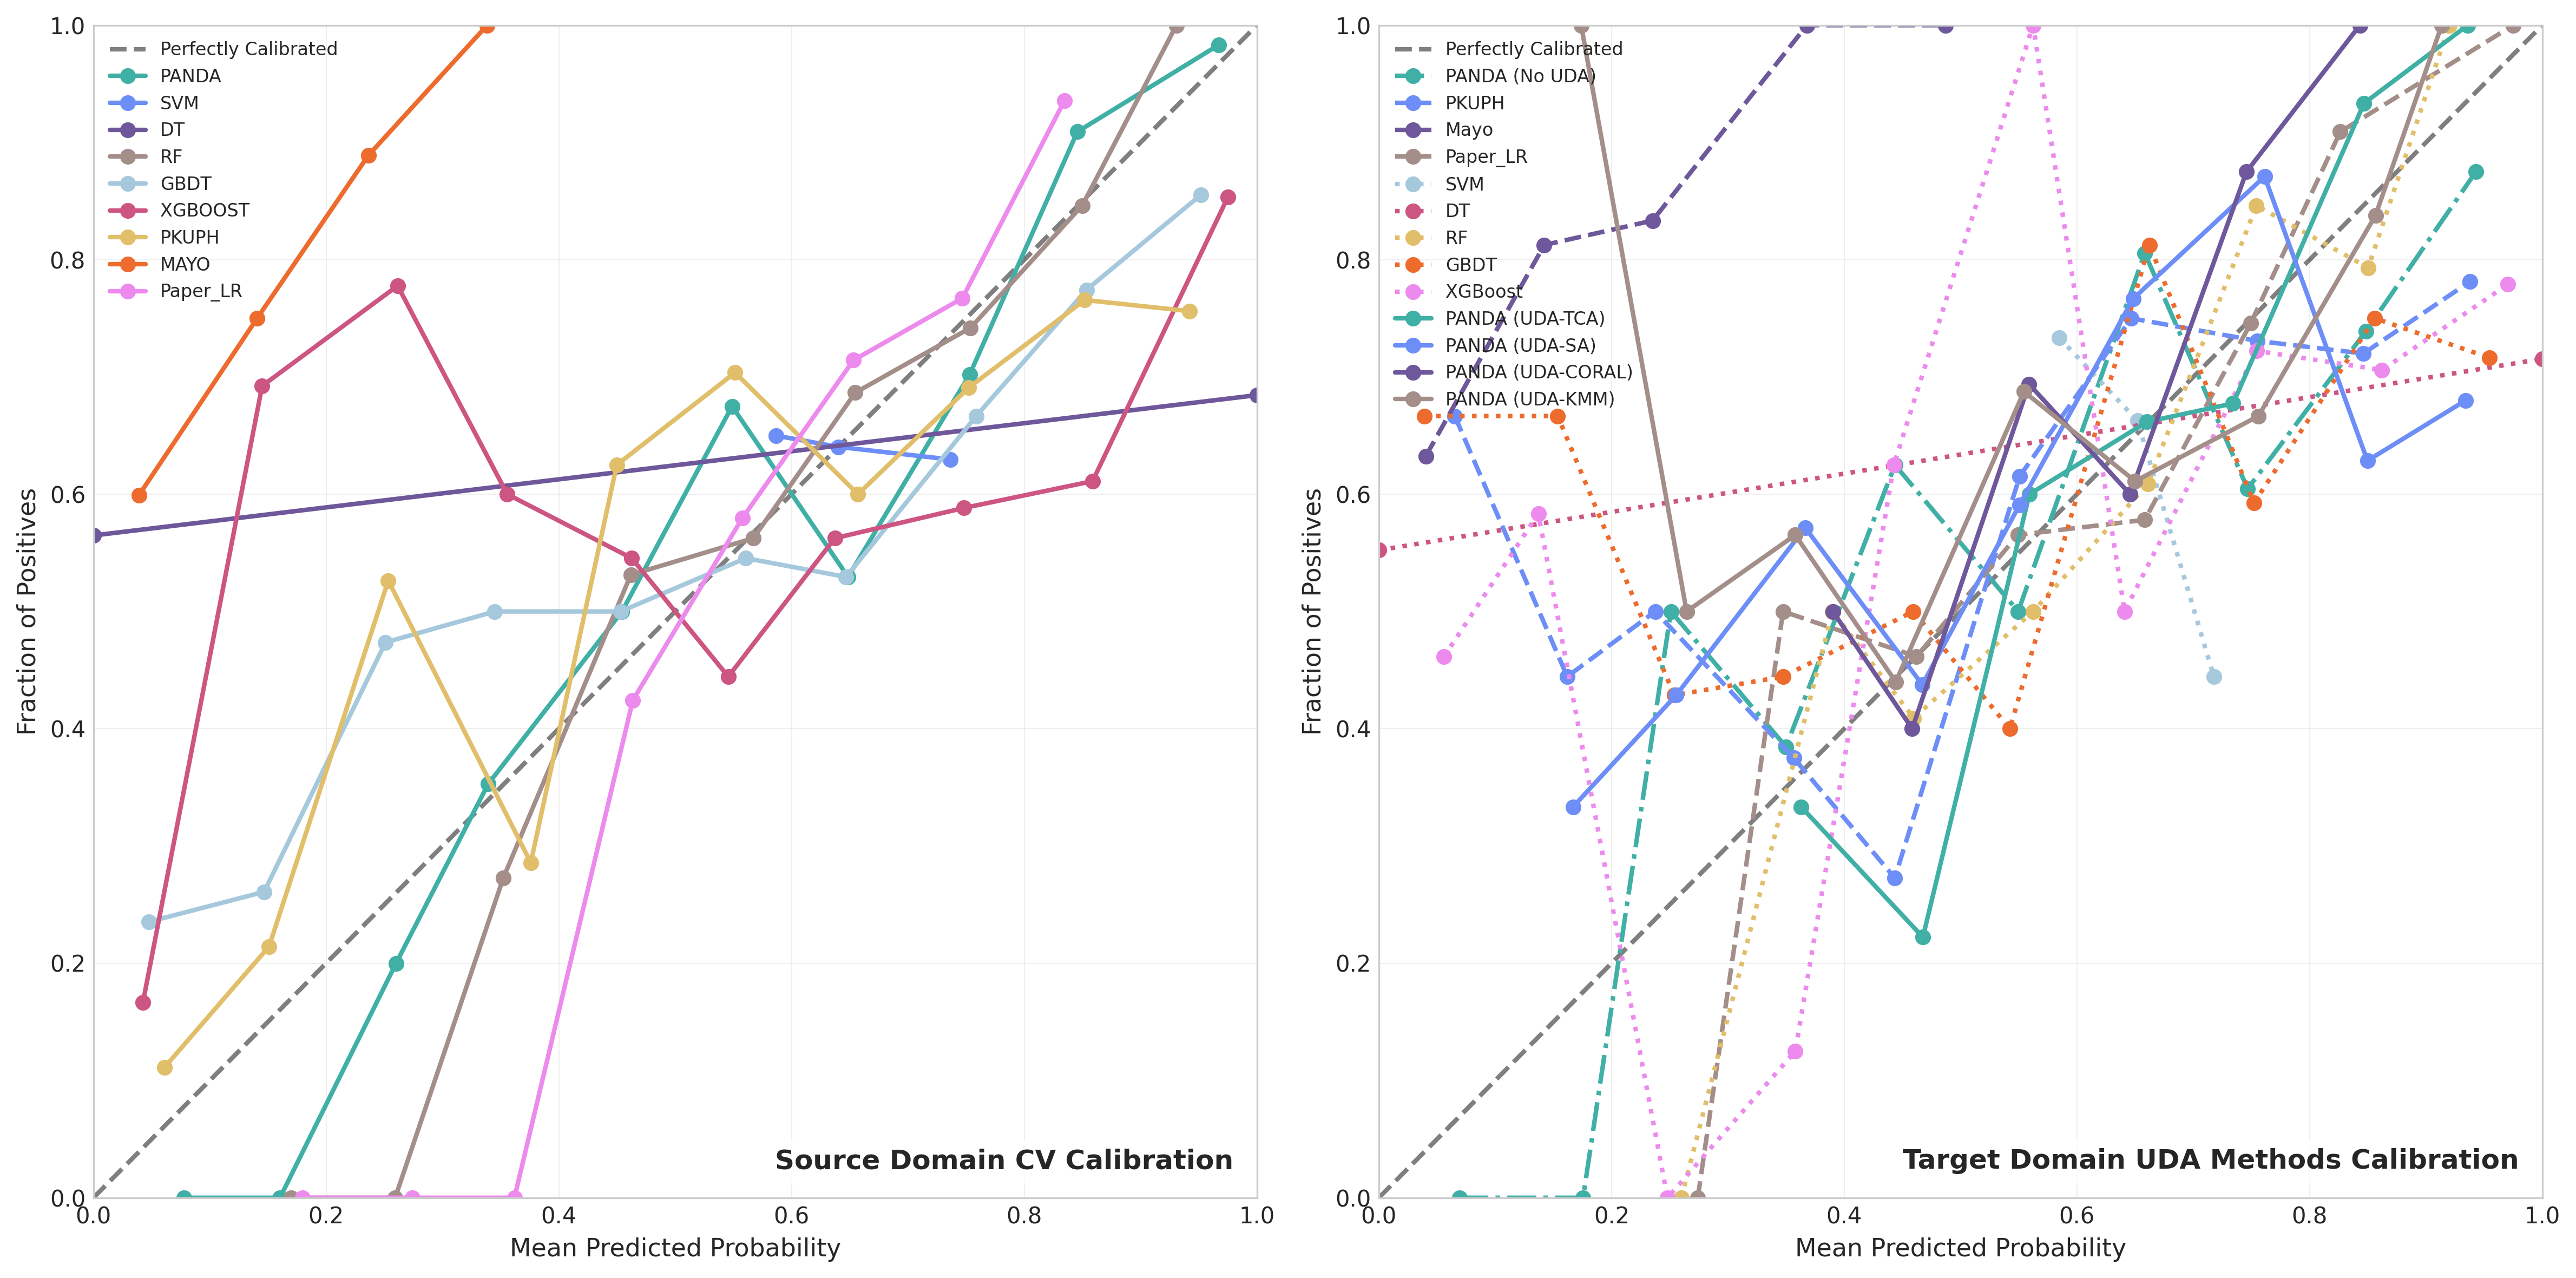 1.0
0.8
0.6
0.4
0.2
0.0
Fraction of Positives
Perfectly Calibrated
PANDA
SVM
DT
RF
GBDT
XGBOOST
PKUPH
MAYO
Paper_LR
Source Domain CV Calibration
0.0 0.2 0.4 0.6 0.8 1.0
Mean Predicted Probability
1.0
0.8
0.6
0.4
0.2
0.0
Fraction of Positives
Perfectly Calibrated
PANDA (No UDA)
PKUPH
Mayo
Paper_LR
SVM
DT
RF
GBDT
XGBoost
PANDA (UDA-TCA)
PANDA (UDA-SA)
PANDA (UDA-CORAL)
PANDA (UDA-KMM)
Target Domain UDA Methods Calibration
0.0 0.2 0.4 0.6 0.8 1.0
Mean Predicted Probability